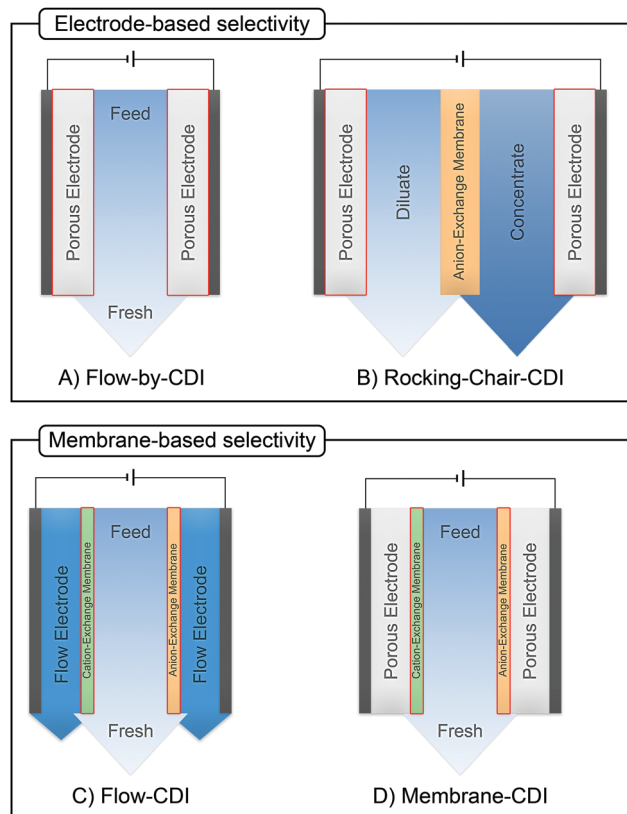 Electrode-based selectivity
Porous Electrode
Feed
Fresh
Porous Electrode
A) Flow-by-CDI
Porous Electrode
Diluate
Anion-Exchange Membrane
Concentrate
Porous Electrode
B) Rocking-Chair-CDI
Membrane-based selectivity
Flow Electrode
Cation-Exchange Membrane
Feed
Fresh
Anion-Exchange Membrane
Flow Electrode
C) Flow-CDI
Porous Electrode
Cation-Exchange Membrane
Feed
Fresh
Anion-Exchange Membrane
Porous Electrode
D) Membrane-CDI